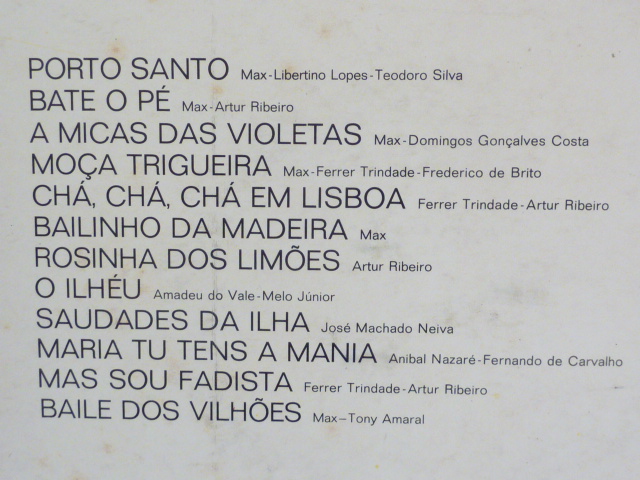 PORTO SANTO Max-Libertino Lopes-Teodoro Silva
BATE O PÉ Max-Artur Ribeiro
A MICAS DAS VIOLETAS Max-Domingos Gonçalves Costa
MOÇA TRIGUEIRA Max-Ferrer Trindade-Frederico de Brito
CHÁ, CHÁ, CHÁ EM LISBOA Ferrer Trindade-Artur Ribeiro
BAILINHO DA MADEIRA Max
ROSINHA DOS LIMÕES Artur Ribeiro
O ILHÉU Amadeu do Vale-Melo Júnior
SAUDADES DA ILHA José Machado Neiva
MARIA TU TENS A MANIA Anibal Nazaré-Fernando de Carvalho
MAS SOU FADISTA Ferrer Trindade-Artur Ribeiro
BAILE DOS VILHÕES Max–Tony Amaral